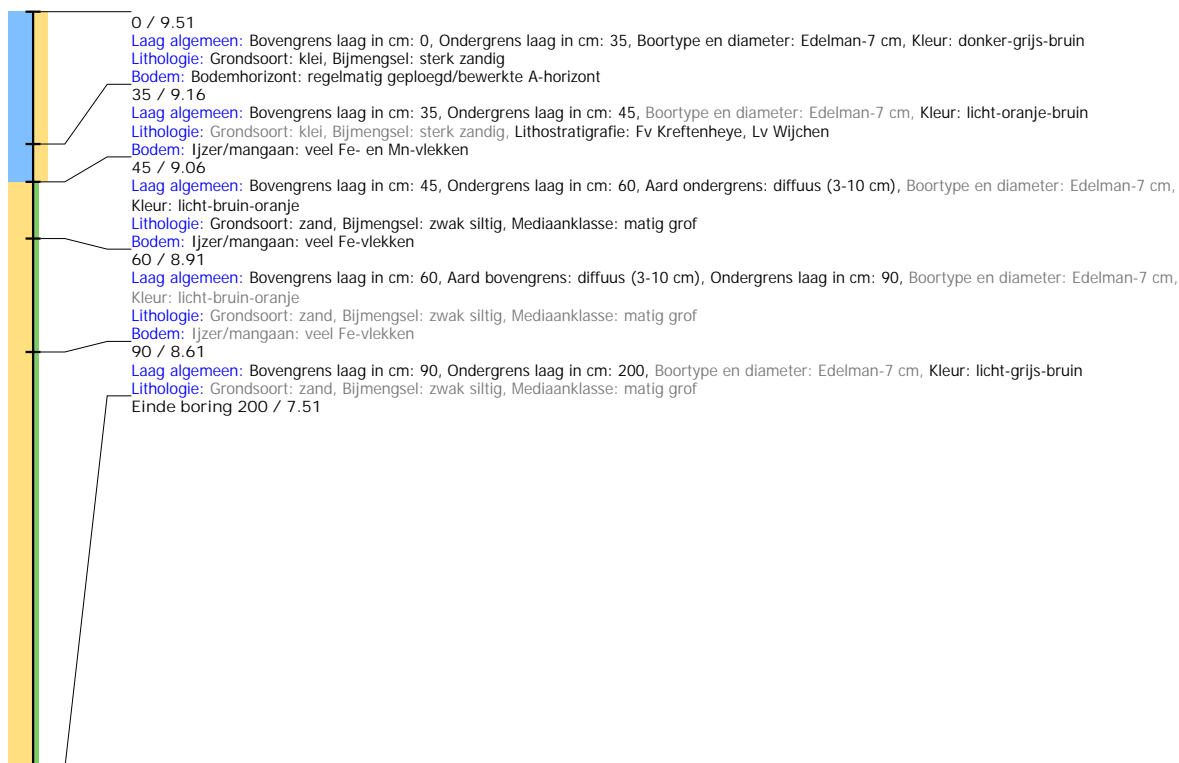 0 / 9.51
Laag algemeen: Bovengrens laag in cm: 0, Ondergrens laag in cm: 35, Boortype en diameter: Edelman-7 cm, Kleur: donker-grijs-bruin
Lithologie: Grondsoort: klei, Bijmengsel: sterk zandig
Bodem: Bodemhorizont: regelmatig geploegd/bewerkte A-horizont
35 / 9.16
Laag algemeen: Bovengrens laag in cm: 35, Ondergrens laag in cm: 45, Boortype en diameter: Edelman-7 cm, Kleur: licht-oranje-bruin
Lithologie: Grondsoort: klei, Bijmengsel: sterk zandig, Lithostratigrafie: Fv Kreftenheye, Lv Wijchen
Bodem: Ijzer/mangaan: veel Fe- en Mn-vlekken
45 / 9.06
Laag algemeen: Bovengrens laag in cm: 45, Ondergrens laag in cm: 60, Aard ondergrens: diffuus (3-10 cm), Boortype en diameter: Edelman-7 cm,
Kleur: licht-bruin-oranje
Lithologie: Grondsoort: zand, Bijmengsel: zwak siltig, Mediaanklasse: matig grof
Bodem: Ijzer/mangaan: veel Fe-vlekken
60 / 8.91
Laag algemeen: Bovengrens laag in cm: 60, Aard bovengrens: diffuus (3-10 cm), Ondergrens laag in cm: 90, Boortype en diameter: Edelman-7 cm,
Kleur: licht-bruin-oranje
Lithologie: Grondsoort: zand, Bijmengsel: zwak siltig, Mediaanklasse: matig grof
Bodem: Ijzer/mangaan: veel Fe-vlekken
90 / 8.61
Laag algemeen: Bovengrens laag in cm: 90, Ondergrens laag in cm: 200, Boortype en diameter: Edelman-7 cm, Kleur: licht-grijs-bruin
Lithologie: Grondsoort: zand, Bijmengsel: zwak siltig, Mediaanklasse: matig grof
Einde boring 200 / 7.51